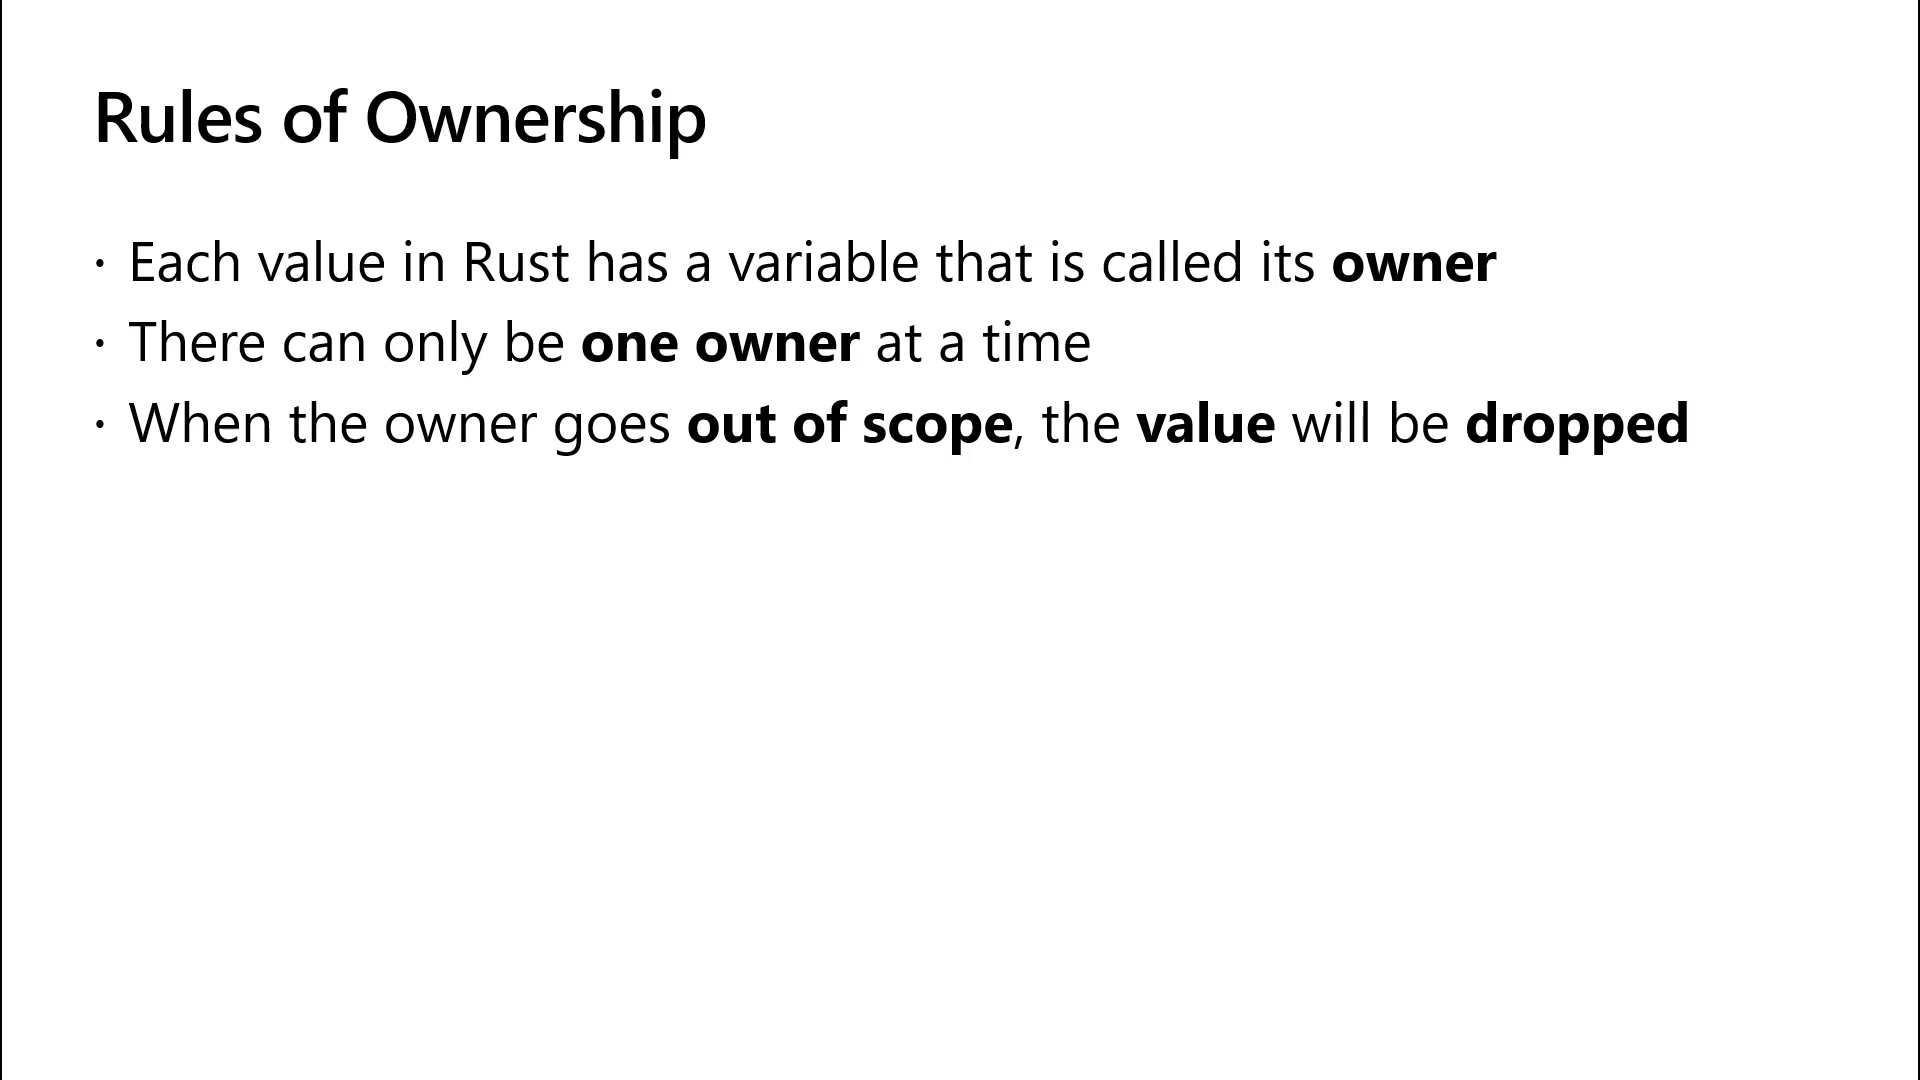 Rules of Ownership
· Each value in Rust has a variable that is called its owner
· There can only be one owner at a time
· When the owner goes out of scope, the value will be dropped